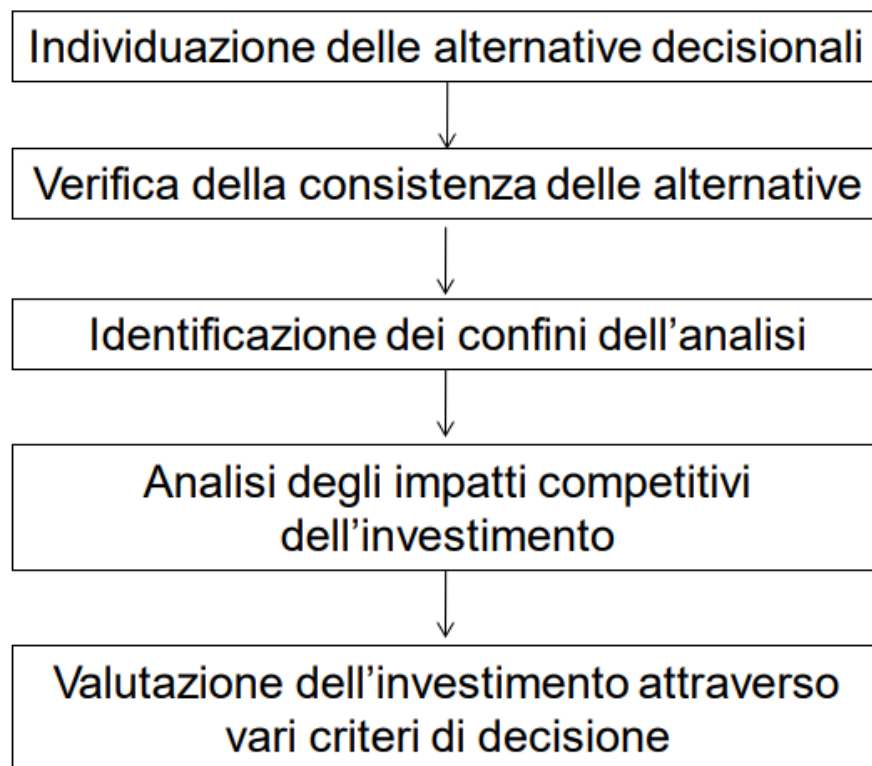 Individuazione delle alternative decisionali
Verifica della consistenza delle alternative
Identificazione dei confini dell’analisi
Analisi degli impatti competitivi
dell’investimento
Valutazione dell’investimento attraverso
vari criteri di decisione